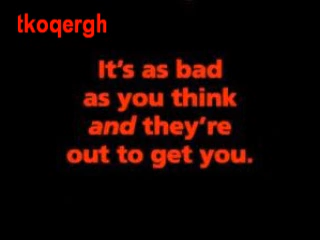 tkoqergh
It's as bad
as you think
and they're
out to get you.